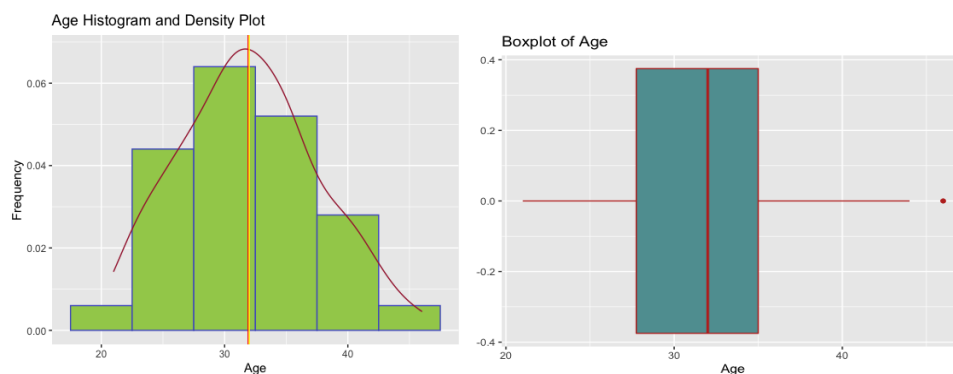 Age Histogram and Density Plot
Frequency
0.06
0.04
0.02
0.00
20 30 40
Age
Boxplot of Age
0.4
0.2
0.0
-0.2
-0.4
20 30 40
Age